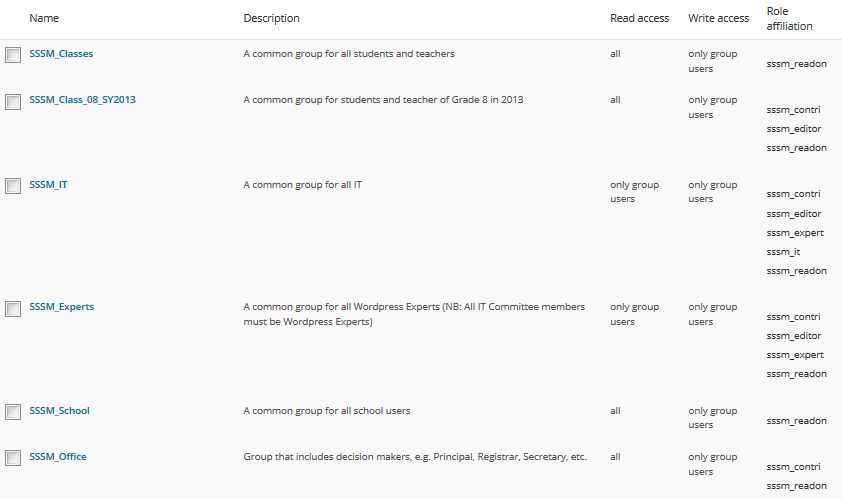 Name Description Read access Write access Role
affiliation
SSSM_Classes A common group for all students and teachers all only group
users sssm_readon
SSSM_Class_08_SY2013 A common group for students and teacher of Grade 8 in 2013 all only group
users sssm_contri
sssm_editor
sssm_readon
SSSM_IT A common group for all IT only group only group
users users sssm_contri
sssm_editor
sssm_expert
sssm_it
sssm_readon
SSSM_Experts A common group for all Wordpress Experts (NB: All IT Committee members only group only group
must be Wordpress Experts) users users sssm_contri
sssm_editor
sssm_expert
sssm_readon
SSSM_School A common group for all school users all only group
users sssm_readon
SSSM_Office Group that includes decision makers, e.g. Principal, Registrar, Secretary, etc. all only group
users sssm_contri
sssm_readon